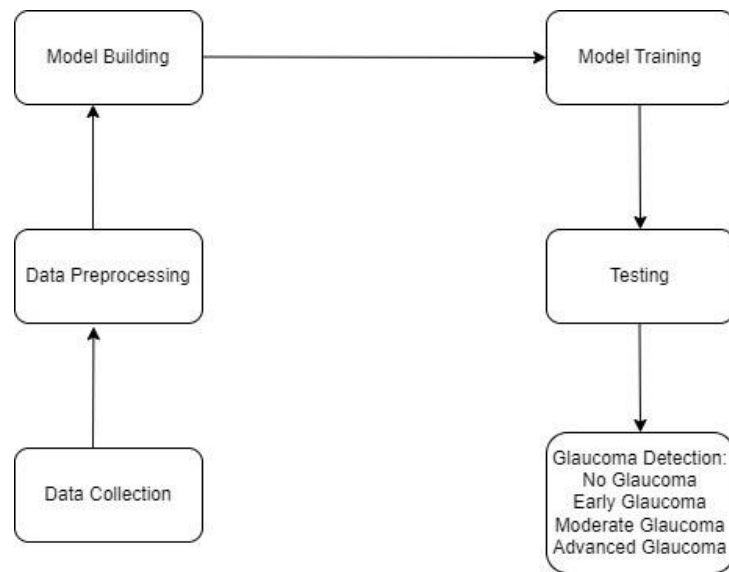 Model Building
Model Training
Data Preprocessing
Testing
Data Collection
Glaucoma Detection:
No Glaucoma
Early Glaucoma
Moderate Glaucoma
Advanced Glaucoma